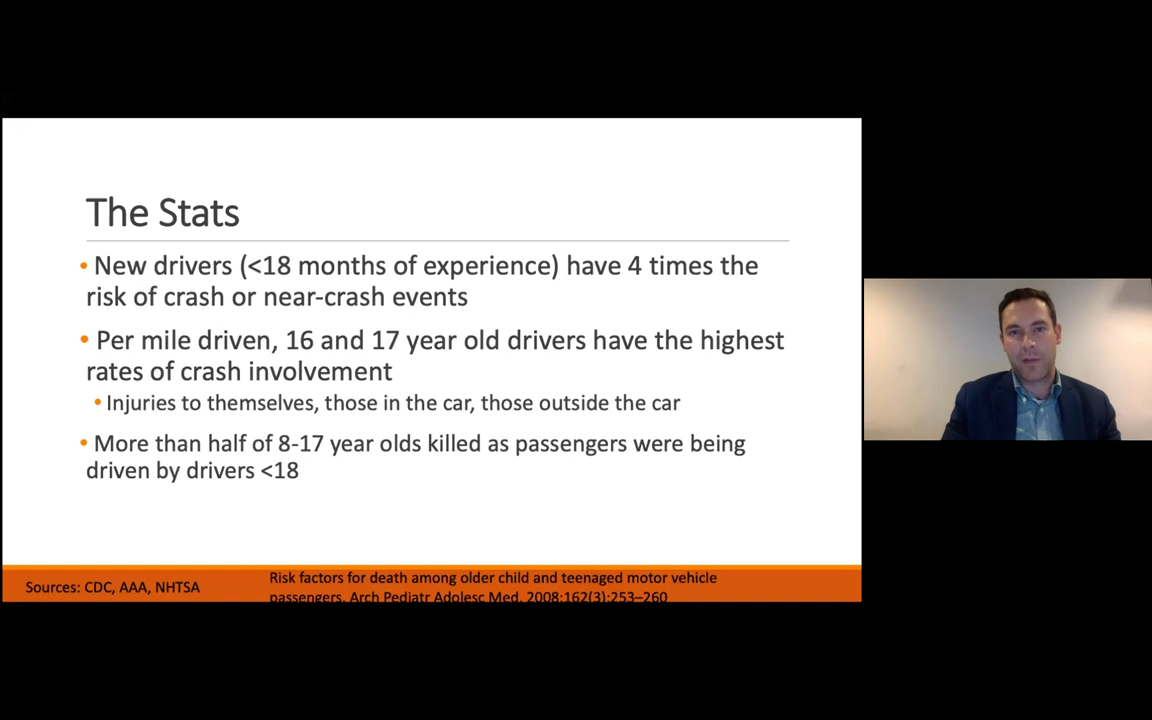 The Stats
• New drivers (<18 months of experience) have 4 times the
risk of crash or near-crash events
• Per mile driven, 16 and 17 year old drivers have the highest
rates of crash involvement
• Injuries to themselves, those in the car, those outside the car
• More than half of 8-17 year olds killed as passengers were being
driven by drivers <18
Sources: CDC, AAA, NHTSA
Risk factors for death among older child and teenaged motor vehicle
passengers. Arch Pediatr Adolesc Med. 2008;162(3):253–260